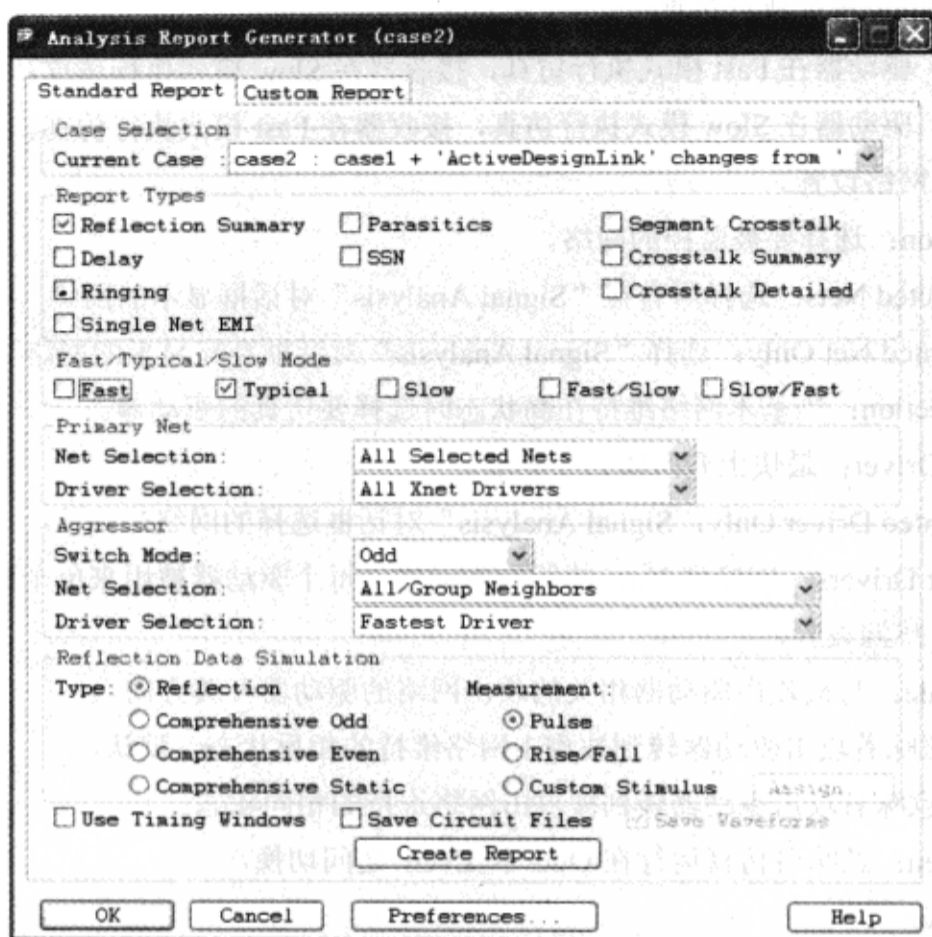 Analysis Report Generator (case2)
Standard Report Custom Report
Case Selection
Current Case : case2 : case1 + 'ActiveDesignLink' changes from '
Report Types
Reflection Summary Parasitics Segment Crosstalk
Delay SSN Crosstalk Summary
Ringing Crosstalk Detailed
Single Net EMI
Fast/Typical/Slow Mode
Fast Typical Slow Fast/Slow Slow/Fast
Primary Net
Net Selection: All Selected Nets
Driver Selection: All Xnet Drivers
Aggressor
Switch Mode: Odd
Net Selection: All/Group Neighbors
Driver Selection: Fastest Driver
Reflection Data Simulation
Type: Reflection Measurement:
Comprehensive Odd Pulse
Comprehensive Even Rise/Fall
Comprehensive Static Custom Stimulus Assign...
Use Timing Windows Save Circuit Files Save Waveforms
Create Report
OK Cancel Preferences... Help